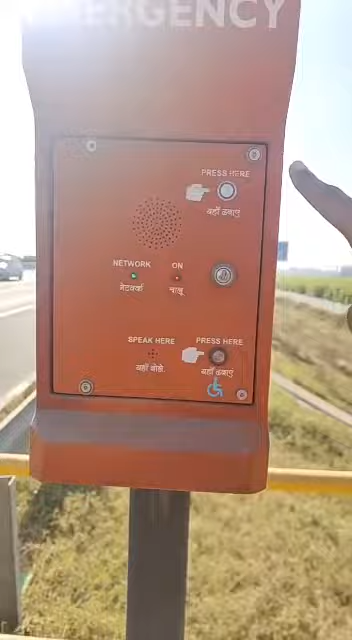 EMERGENCY
PRESS HERE
यहाँ दबाएं
NETWORK ON
नेटवर्क चालू
SPEAK HERE PRESS HERE
यहाँ बोले यहाँ दबाएं